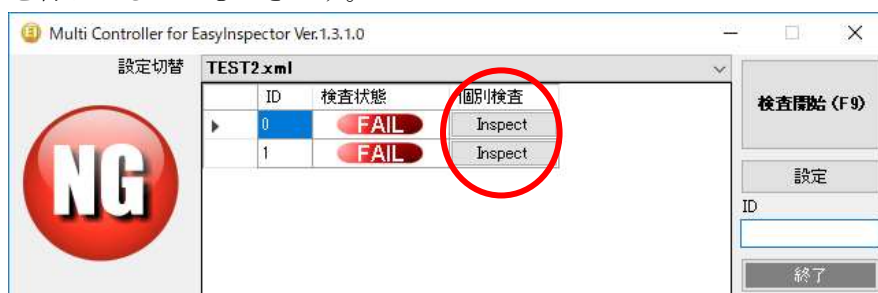 Multi Controller for EasyInspector Ver.1.3.1.0
設定切替 TEST2.xml
ID 検査状態 個別検査
0 FAIL Inspect
1 FAIL Inspect
NG
検査開始 (F9)
設定
ID
終了